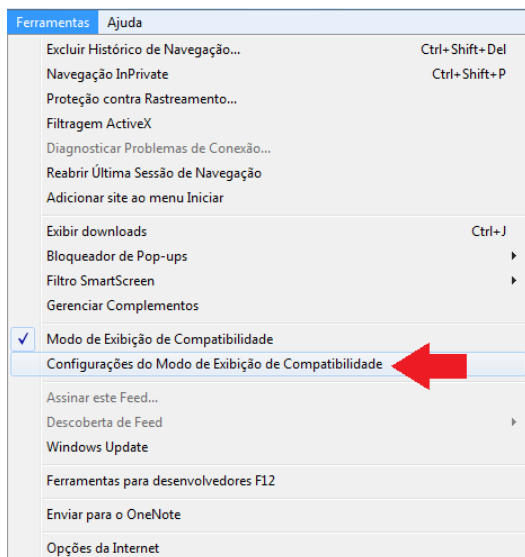 Ferramentas Ajuda
Excluir Histórico de Navegação... Ctrl+Shift+Del
Navegação InPrivate Ctrl+Shift+P
Proteção contra Rastreamento...
Filtragem ActiveX
Diagnosticar Problemas de Conexão...
Reabrir Última Sessão de Navegação
Adicionar site ao menu Iniciar
Exibir downloads Ctrl+J
Bloqueador de Pop-ups
Filtro SmartScreen
Gerenciar Complementos
Modo de Exibição de Compatibilidade
Configurações do Modo de Exibição de Compatibilidade
Assinar este Feed...
Descoberta de Feed
Windows Update
Ferramentas para desenvolvedores F12
Enviar para o OneNote
Opções da Internet